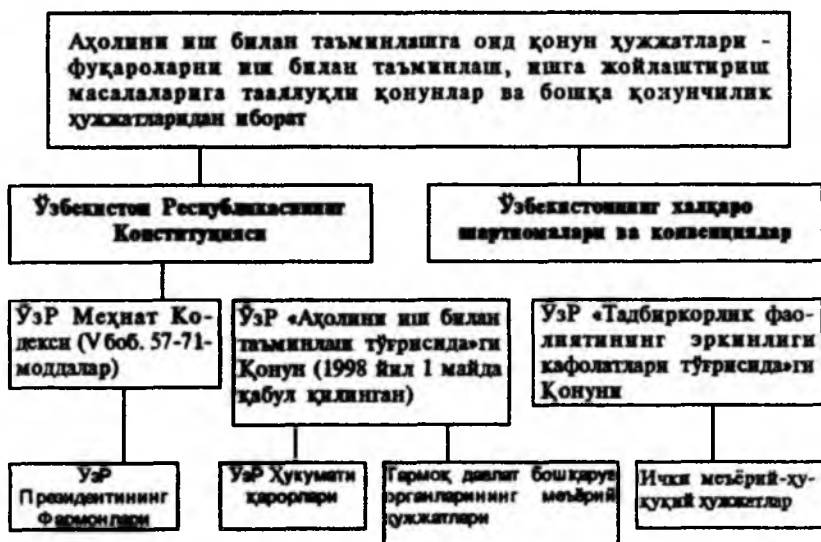 Аҳолини иш билан таъминлашга оид қонун ҳужжатлари -
фуқароларни иш билан таъминлаш, ишга жойлаштириш
масалаларига тааллуқли қонунлар ва бошқа қонунчилик
ҳужжатларидан иборат
Ўзбекистон Республикасининг
Конституцияси
Ўзбекистоннинг халқаро
шартномалари ва конвенциялар
ЎзР Меҳнат Ко-
декси (V боб. 57-71-
моддалар)
ЎзР «Аҳолини иш билан
таъминлаш тўғрисида»ги
Қонун (1998 йил 1 майда
қабул қилинган)
ЎзР «Тадбиркорлик фао-
лиятининг эркинлиги
кафолатлари тўғрисида»ги
Қонуни
ЎзР
Президентининг
Фармонлари
ЎзР Ҳукумати
қарорлари
Тармоқ давлат бошқарув
органларининг меъёрий
ҳужжатлари
Ички меъёрий-ҳу-
қуқий ҳужжатлар